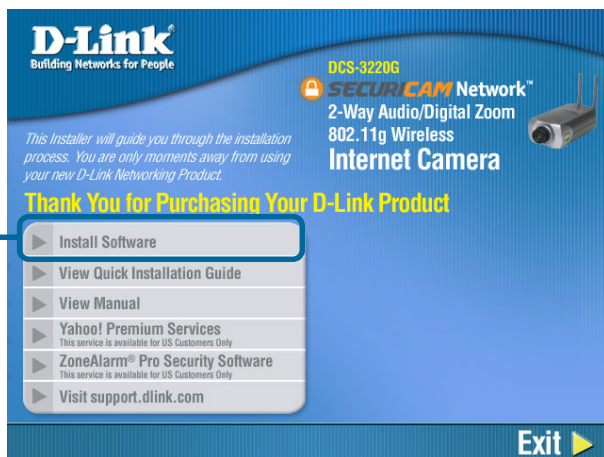 D-Link
Building Networks for People
DCS-3220G
SECURICAM Network™
2-Way Audio/Digital Zoom
802.11g Wireless
Internet Camera
This Installer will guide you through the installation
process. You are only moments away from using
your new D-Link Networking Product.
Thank You for Purchasing Your D-Link Product
Install Software
View Quick Installation Guide
View Manual
Yahoo! Premium Services
This service is available for US Customers Only
ZoneAlarm® Pro Security Software
This service is available for US Customers Only
Visit support.dlink.com
Exit